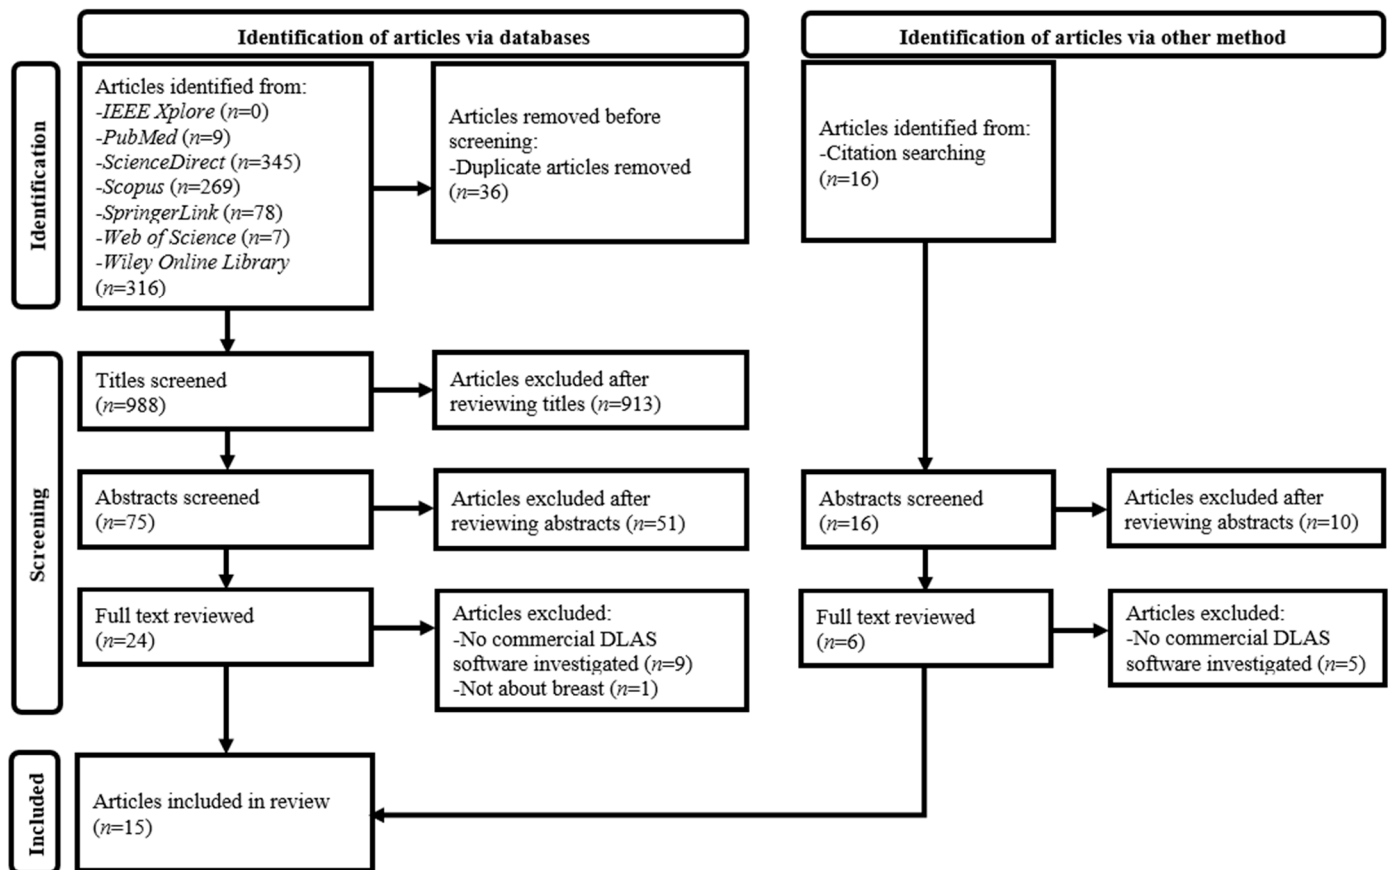 Identification of articles via databases
Identification of articles via other method
Identification
Articles identified from:
-IEEE Xplore (n=0)
-PubMed (n=9)
-ScienceDirect (n=345)
-Scopus (n=269)
-SpringerLink (n=78)
-Web of Science (n=7)
-Wiley Online Library
(n=316)
Articles removed before
screening:
-Duplicate articles removed
(n=36)
Articles identified from:
-Citation searching
(n=16)
Screening
Titles screened
(n=988)
Articles excluded after
reviewing titles (n=913)
Abstracts screened
(n=75)
Articles excluded after
reviewing abstracts (n=51)
Abstracts screened
(n=16)
Articles excluded after
reviewing abstracts (n=10)
Full text reviewed
(n=24)
Articles excluded:
-No commercial DLAS
software investigated (n=9)
-Not about breast (n=1)
Full text reviewed
(n=6)
Articles excluded:
-No commercial DLAS
software investigated (n=5)
Included
Articles included in review
(n=15)